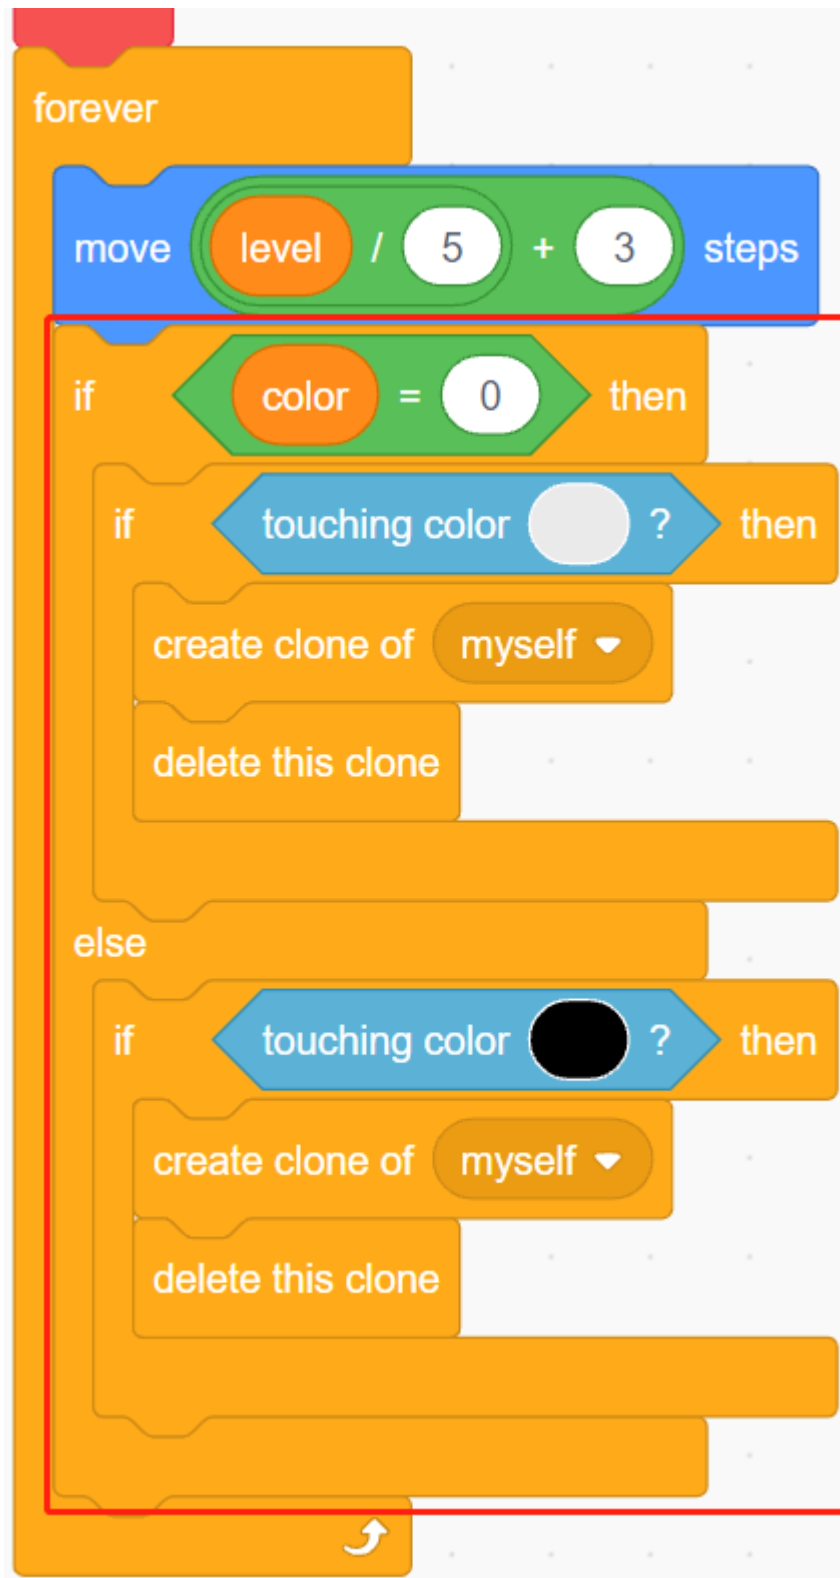 forever
move level / 5 + 3 steps
if color = 0 then
if touching color ? then
create clone of myself
delete this clone
else
if touching color ? then
create clone of myself
delete this clone